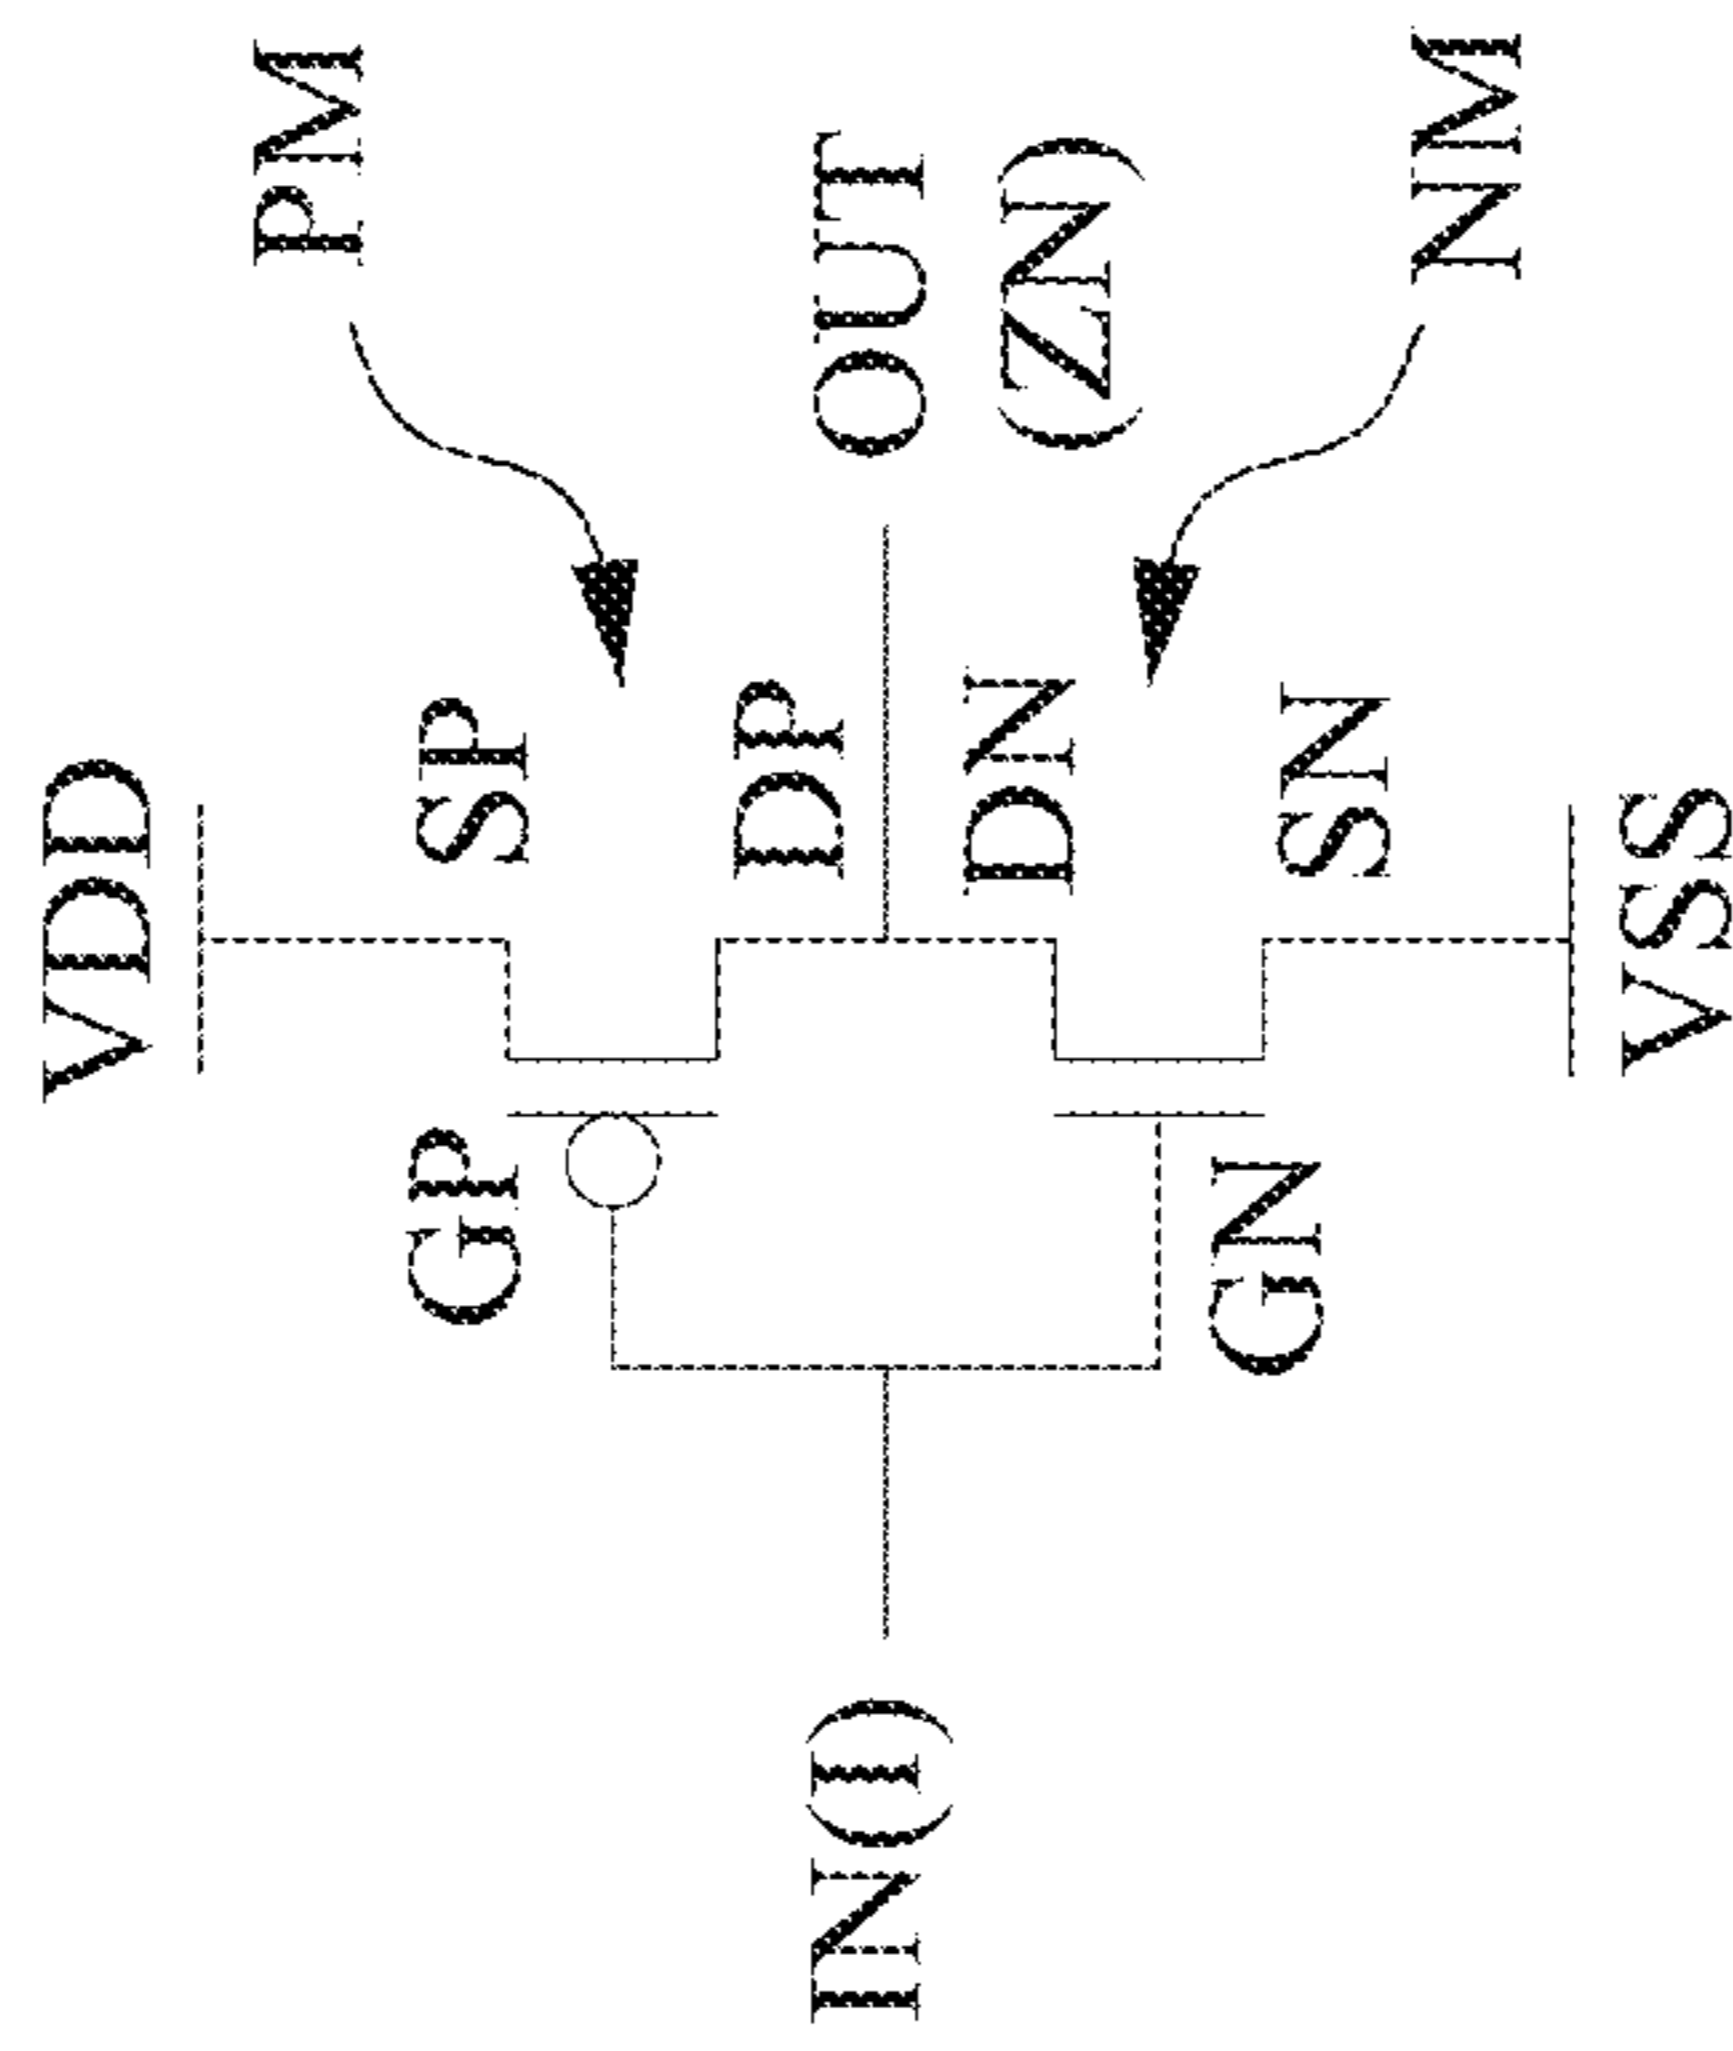 VDD
PM
GP
SP
DP
IN(I)
OUT
(ZN)
DN
GN
SN
NM
VSS